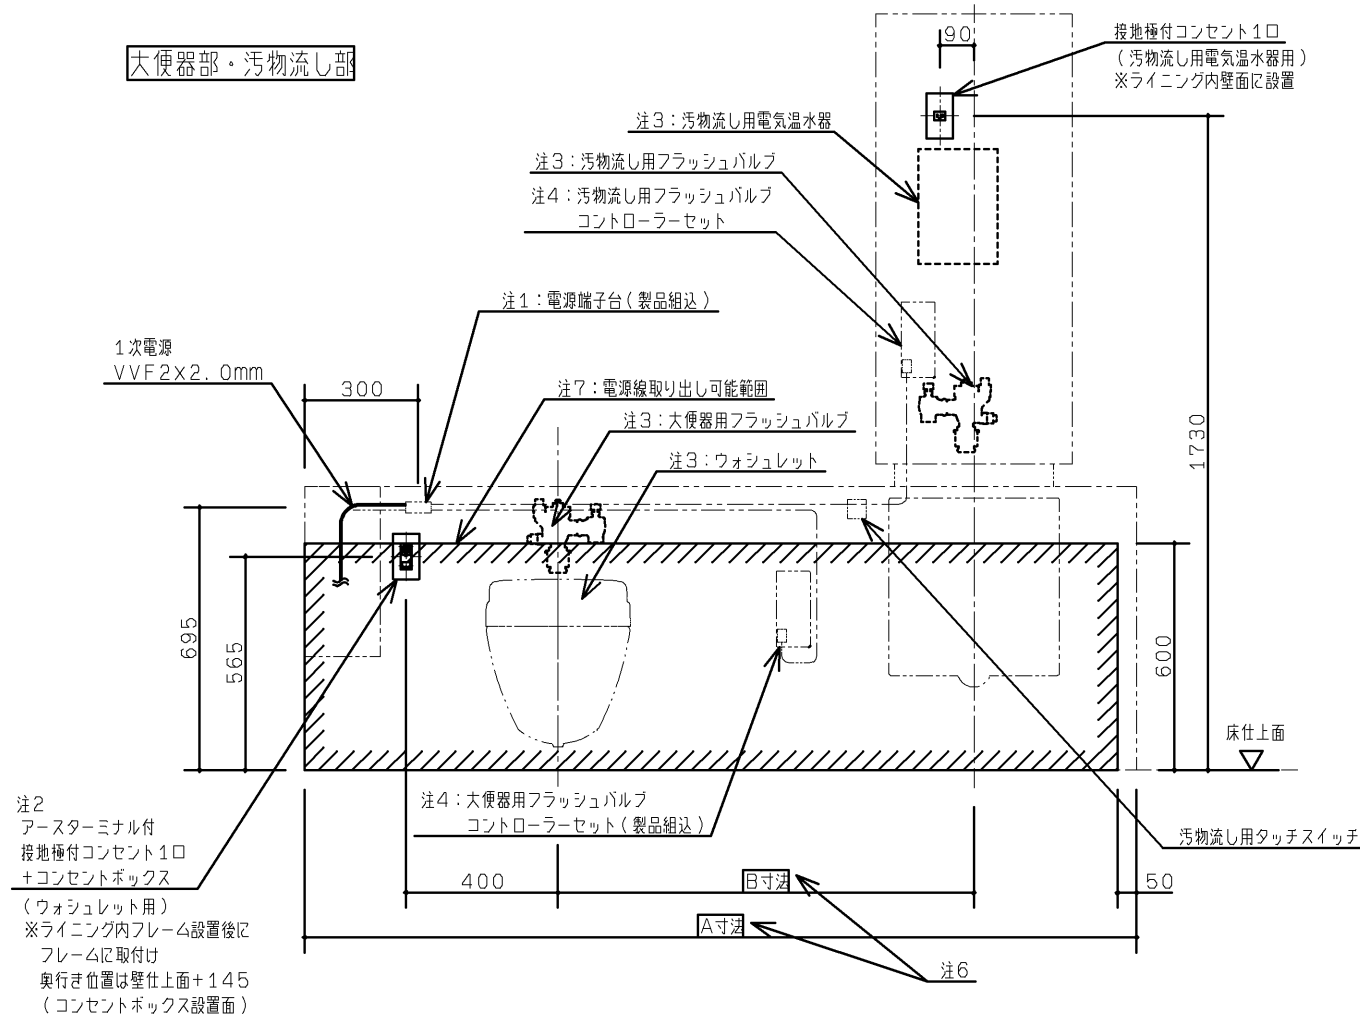 大便器部・汚物流し部
90
接地極付コンセント1口
(汚物流し用電気温水器用)
※ライニング内壁面に設置
注3:汚物流し用電気温水器
注3:汚物流し用フラッシュバルブ
注4:汚物流し用フラッシュバルブ
コントローラーセット
注1:電源端子台(製品組込)
1次電源
VVF2x2.0mm
300
注7:電源線取り出し可能範囲
注3:大便器用フラッシュバルブ
注3:ウォシュレット
1730
695
565
600
床仕上面
注2
アースターミナル付
接地極付コンセント1口
+コンセントボックス
(ウォシュレット用)
※ライニング内フレーム設置後に
フレームに取付け
奥行き位置は壁仕上面+145
(コンセントボックス設置面)
注4:大便器用フラッシュバルブ
コントローラーセット(製品組込)
汚物流し用タッチスイッチ
400
B寸法
50
A寸法
注6